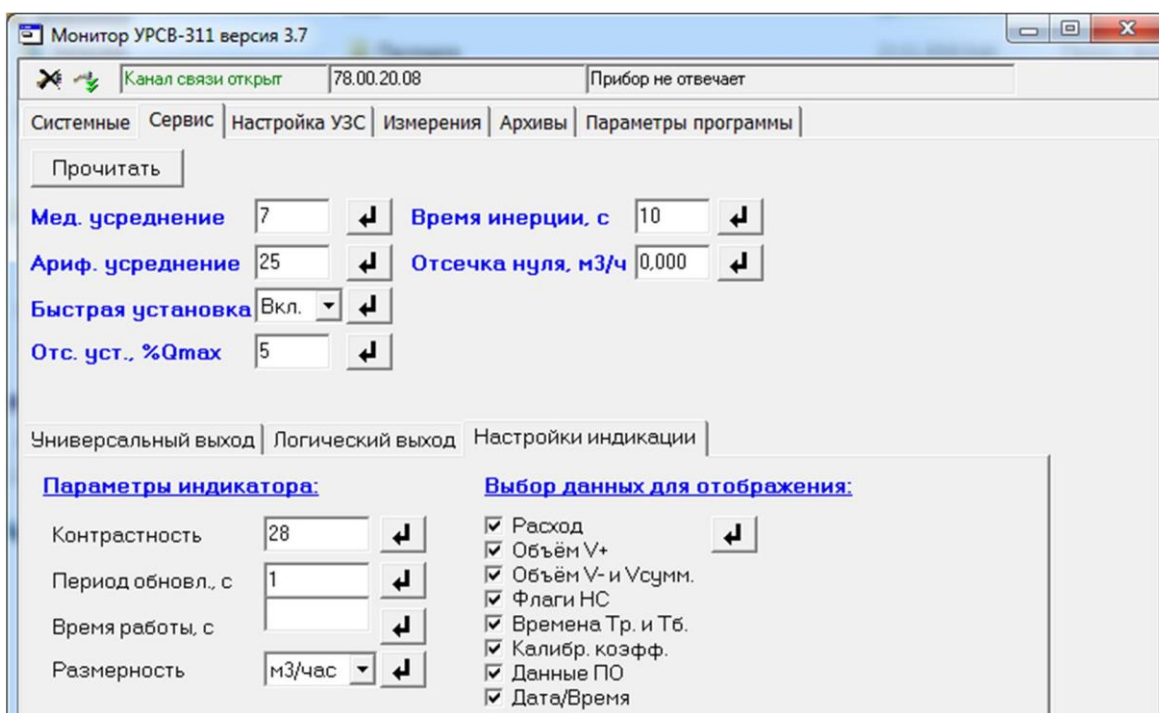 Монитор УРСВ-311 версия 3.7
Канал связи открыт 78.00.20.08 Прибор не отвечает
Системные Сервис Настройка УЗС Измерения Архивы Параметры программы
Прочитать
Мед. усреднение 7 Время инерции, с 10
Ариф. усреднение 25 Отсечка нуля, м3/ч 0,000
Быстрая установка Вкл.
Отс. уст., %Qmax 5
Универсальный выход Логический выход Настройки индикации
Параметры индикатора: Выбор данных для отображения:
Контрастность 28
Период обновл., с 1
Время работы, с
Размерность м3/час
Расход
Объём V+
Объём V- и Vсумм.
Флаги НС
Времена Тр. и Тб.
Калибр. коэфф.
Данные ПО
Дата/Время